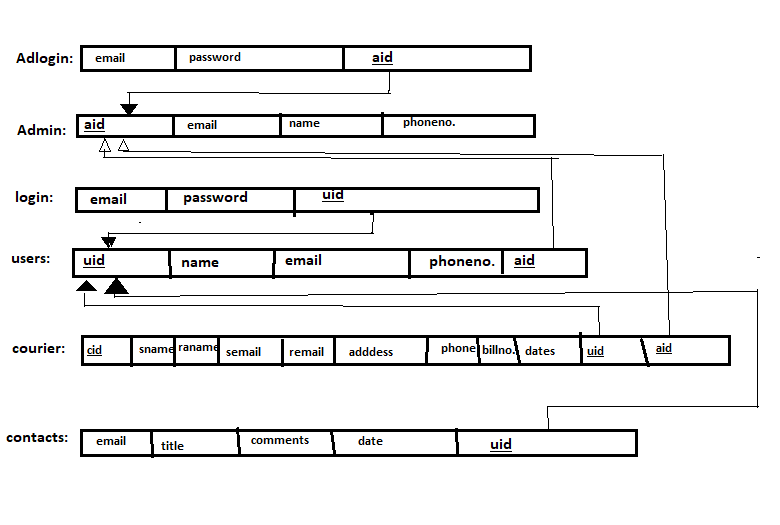 Adlogin: email password aid
Admin: aid email name phoneno.
login: email password uid
users: uid name email phoneno. aid
courier: cid sname raname semail remail adddess phone billno. dates uid aid
contacts: email title comments date uid